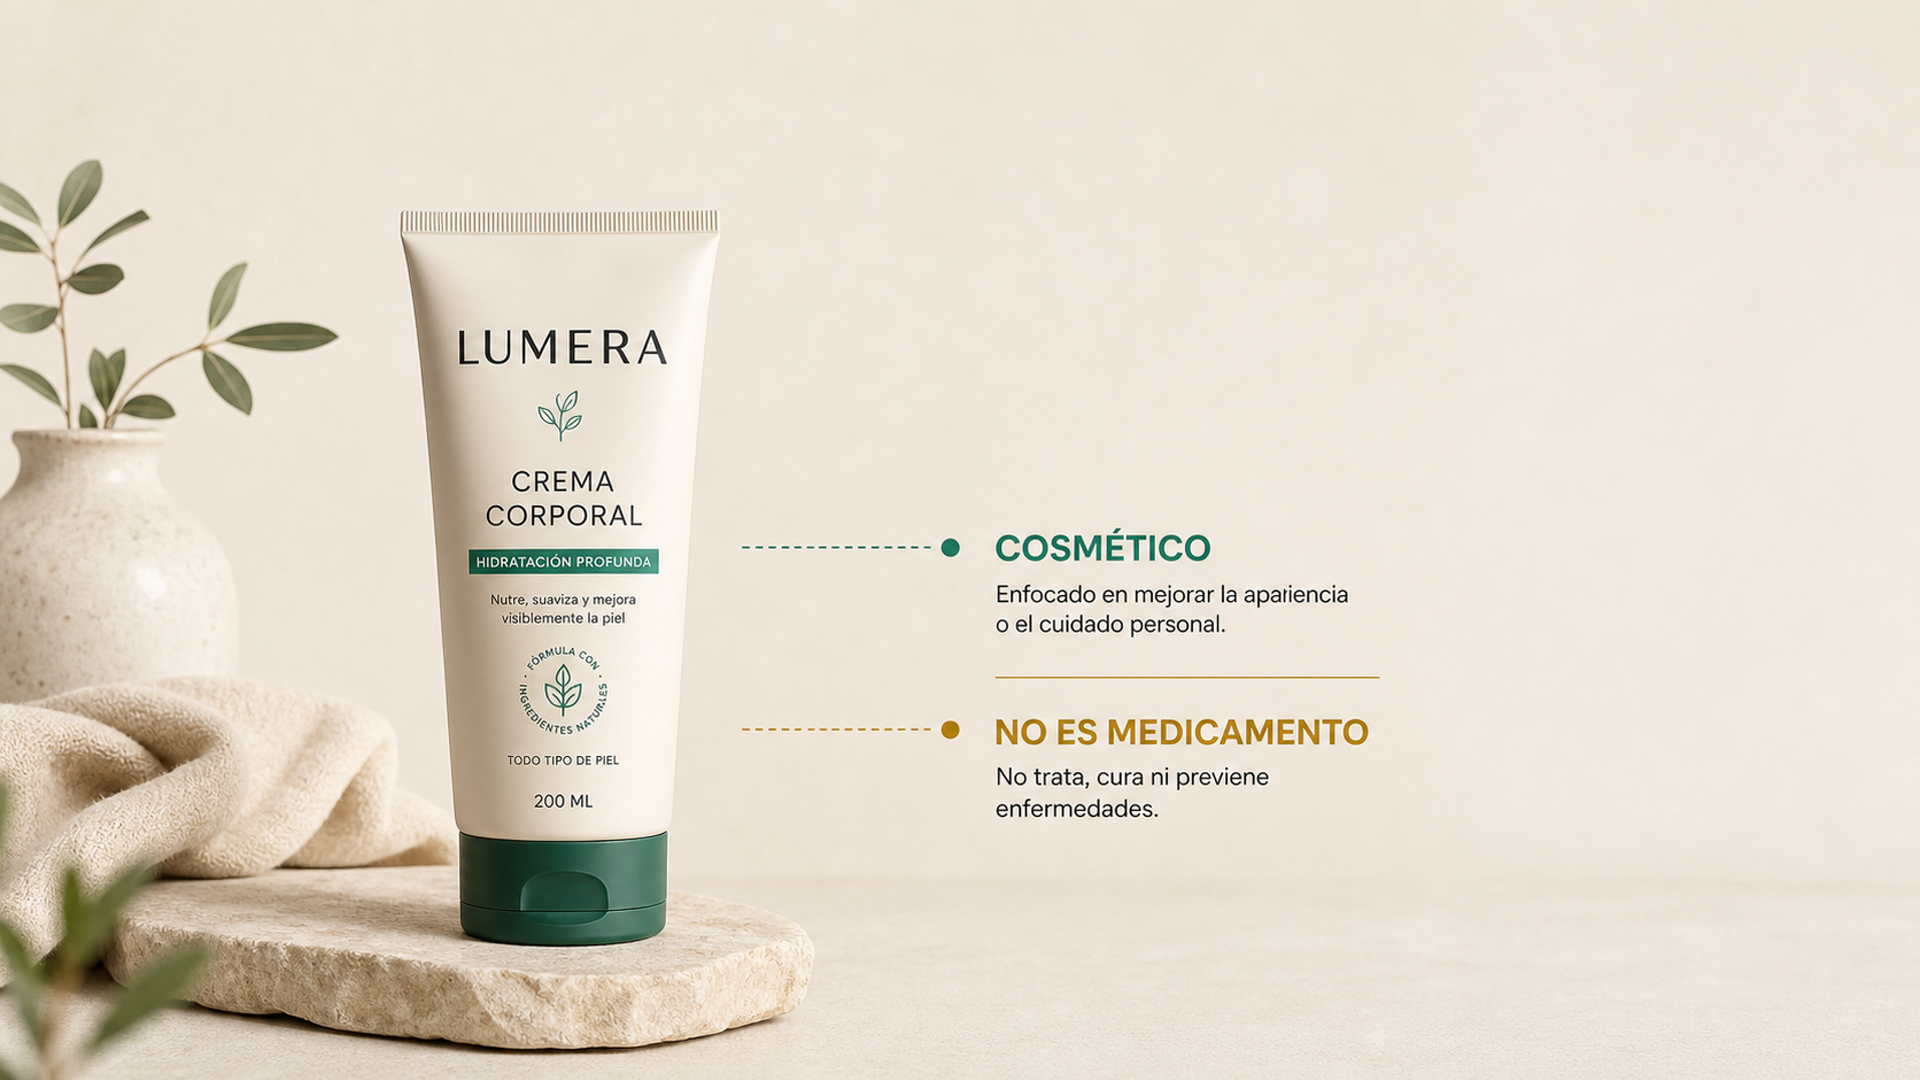 LUMERA
CREMA
CORPORAL
HIDRATACIÓN PROFUNDA
Nutre, suaviza y mejora
visiblemente la piel
FÓRMULA CON
INGREDIENTES NATURALES
TODO TIPO DE PIEL
200 ML
COSMÉTICO
Enfocado en mejorar la apariencia
o el cuidado personal.
NO ES MEDICAMENTO
No trata, cura ni previene
enfermedades.